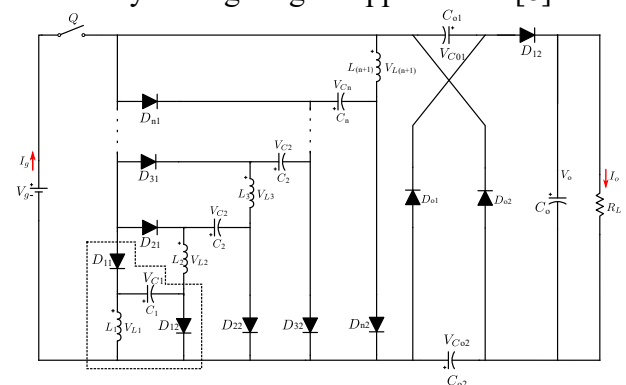 Q
C_o1
V_C01
D_12
L_(n+1) V_L(n+1)
V_Cn
C_n
D_n1
V_C2
C_2
D_31
I_g
V_g
L_3 V_L3
V_C2
C_2
D_21
D_o1
D_o2
V_o
C_o
I_o
R_L
D_11
L_2 V_L2
V_C1
C_1
L_1 V_L1
D_12
D_22
D_32
D_n2
V_Co2
C_o2